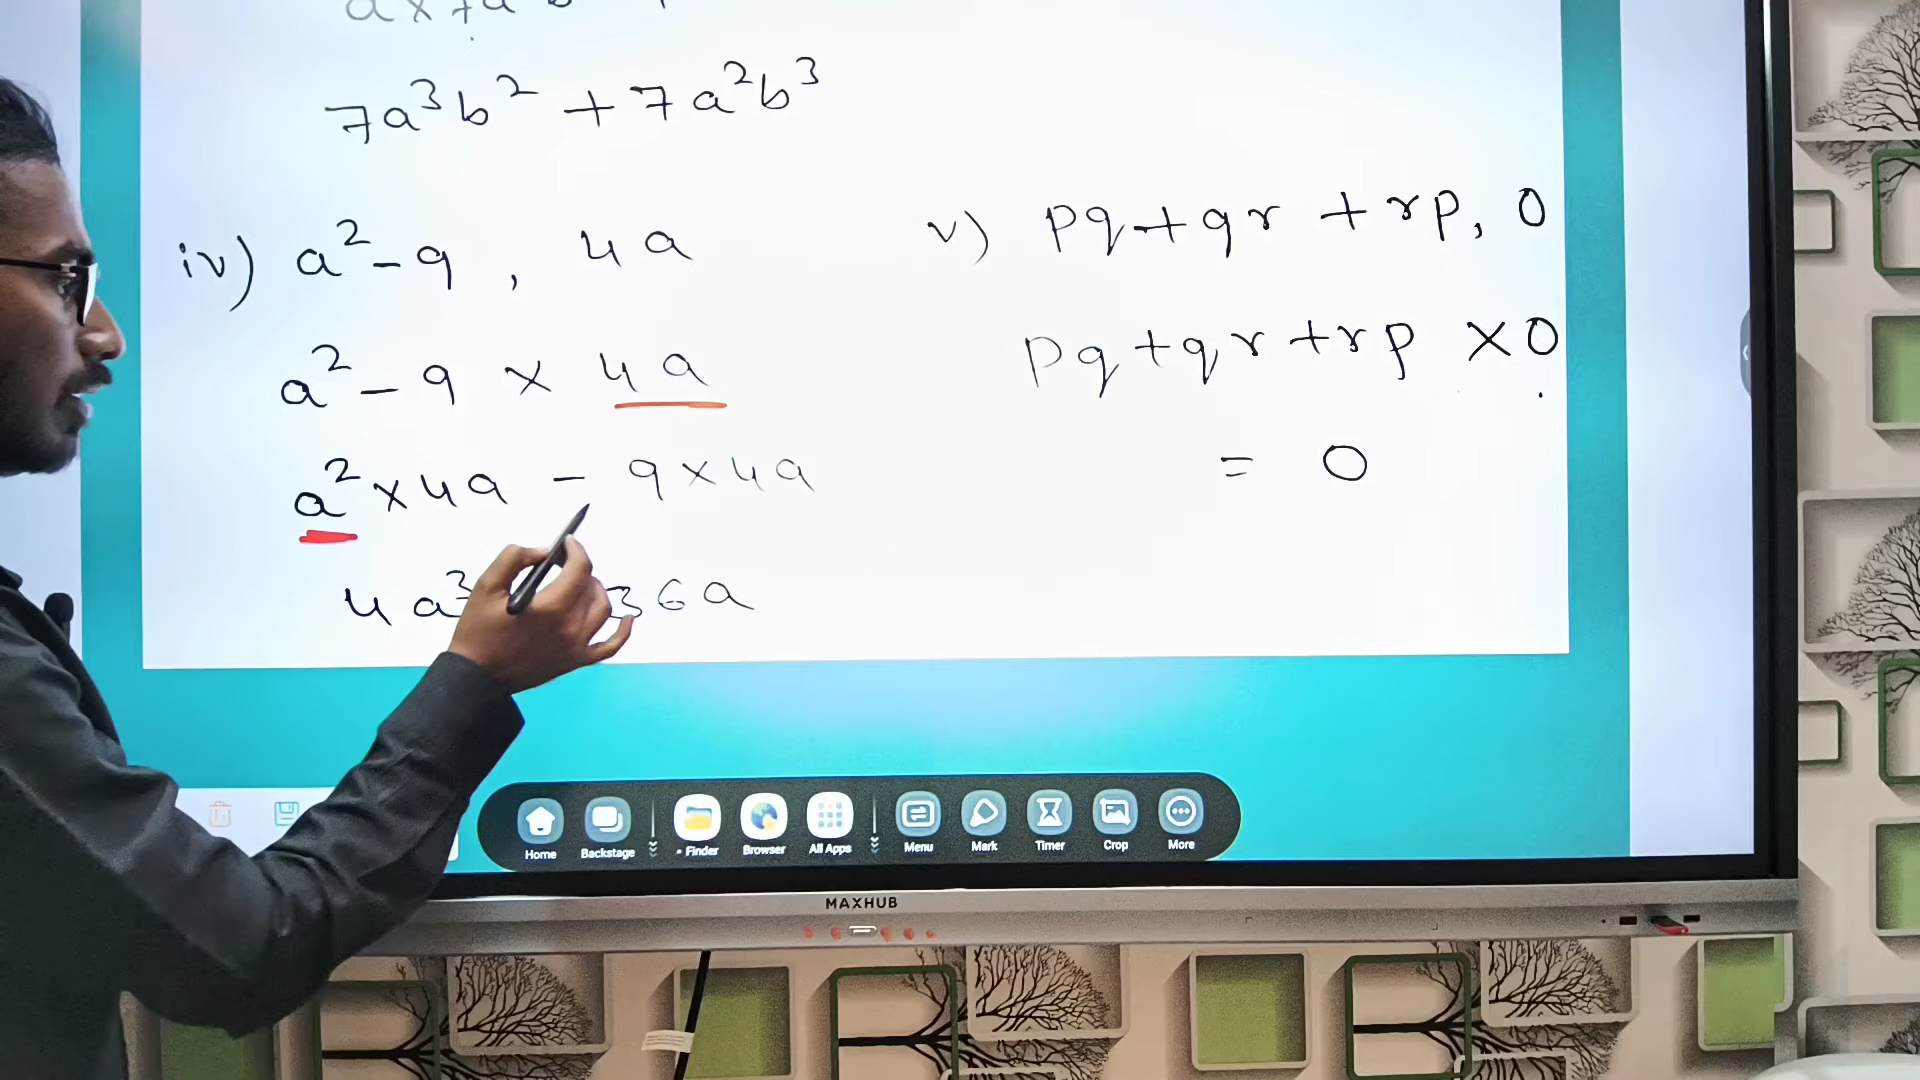 7a³b² + 7a²b³
iv) a² - 9 , 4a
a² - 9 × 4a
a² × 4a - 9 × 4a
4a³ 36a
v) pq + qr + rp, 0
pq + qr + rp × 0
= 0
Home Backstage Finder Browser All Apps Menu Mark Timer Crop More
MAXHUB